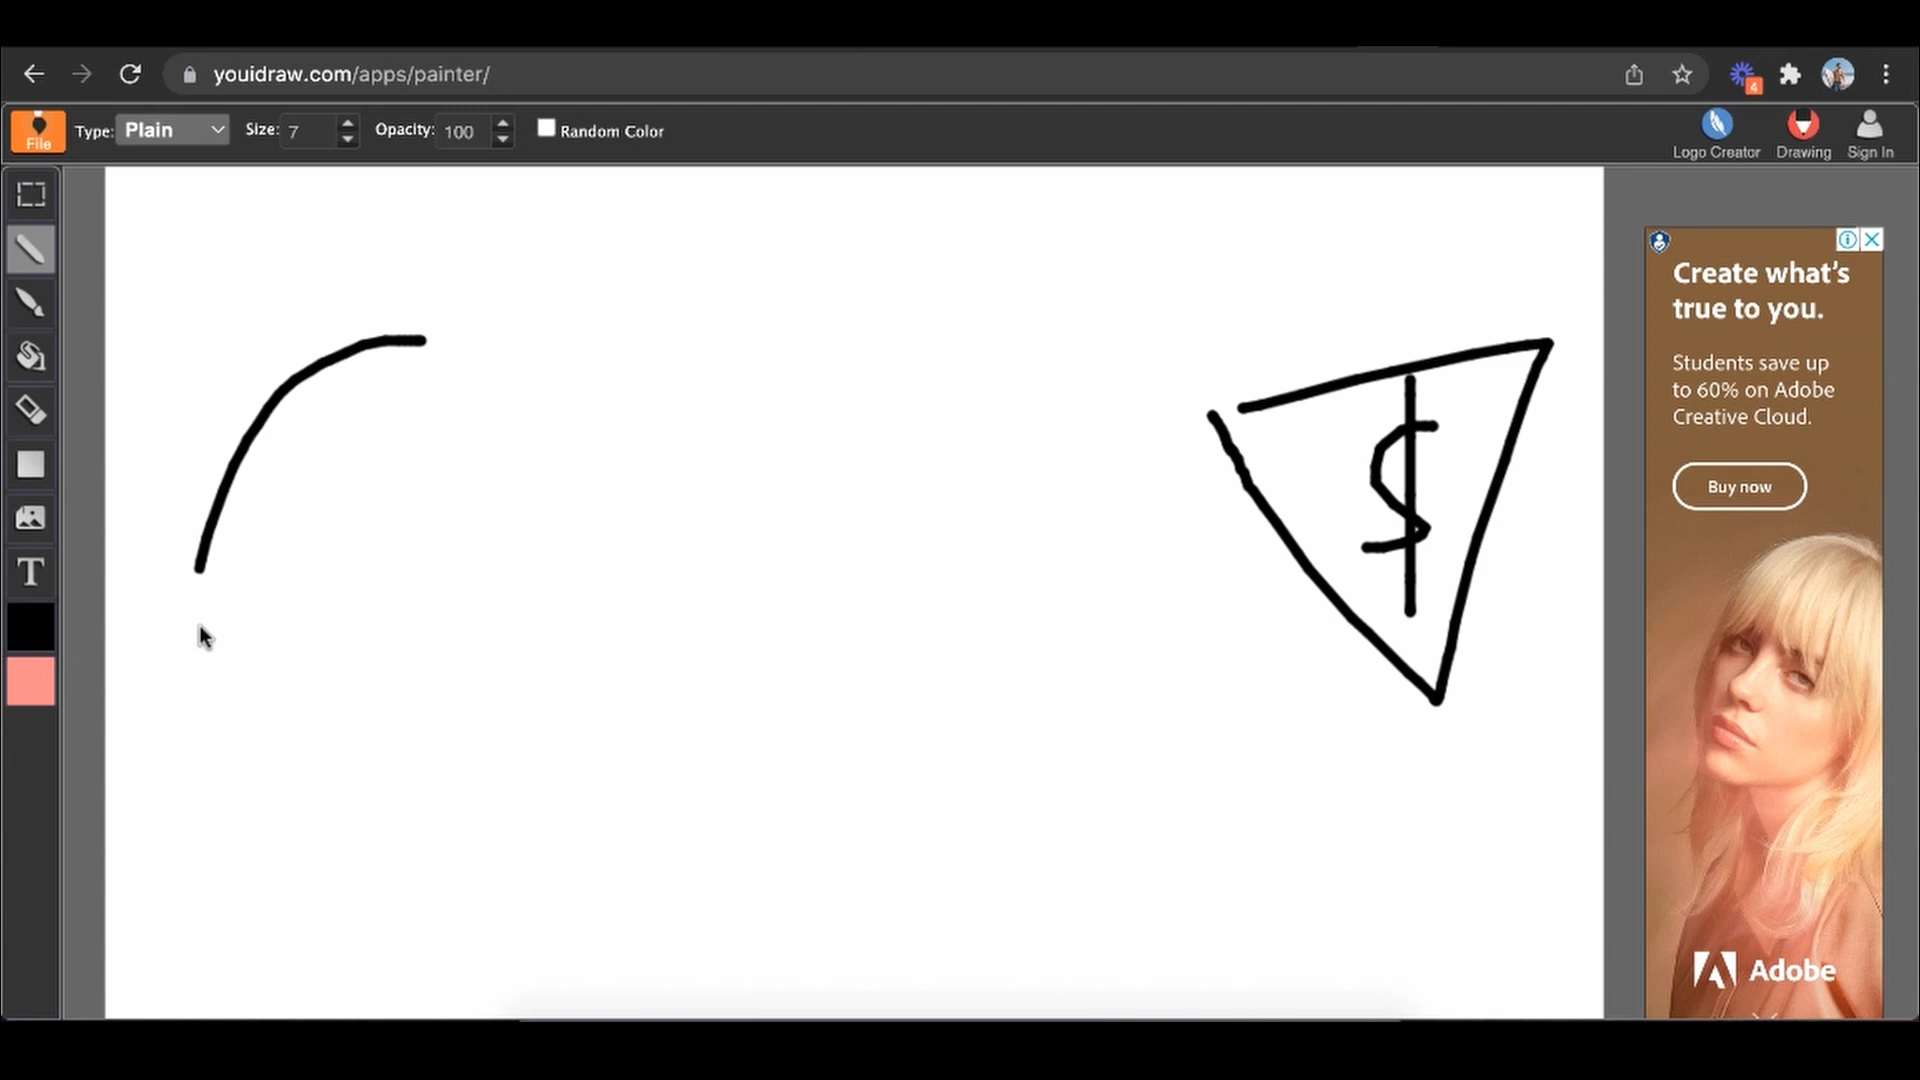 youidraw.com/apps/painter/
4
File
Type: Plain Size: 7 Opacity: 100 Random Color
Logo Creator Drawing Sign In
T
$
Create what's
true to you.
Students save up
to 60% on Adobe
Creative Cloud.
Buy now
Adobe